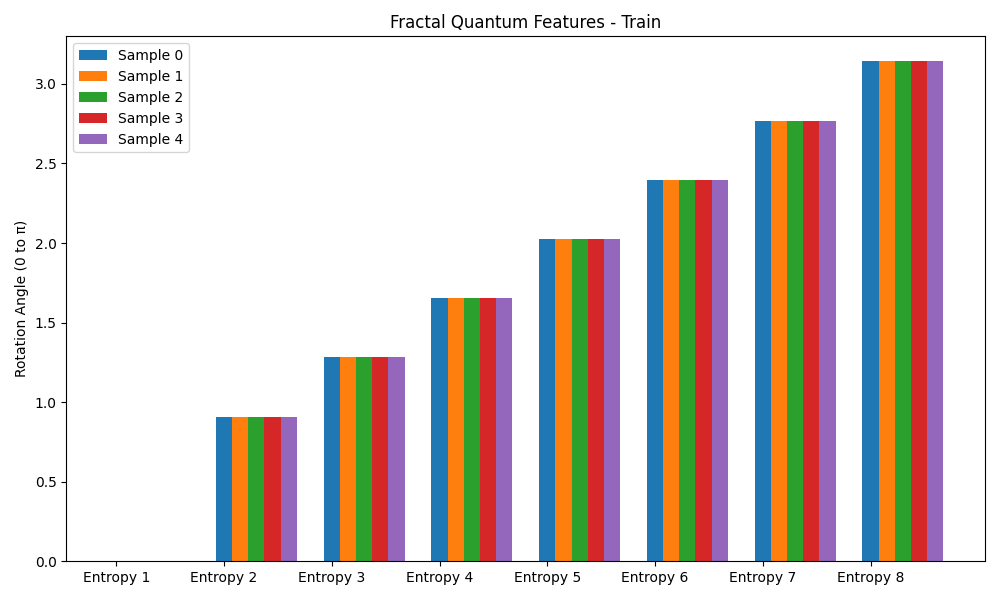 Fractal Quantum Features - Train
Sample 0
Sample 1
Sample 2
Sample 3
Sample 4
Rotation Angle (0 to π)
3.0
2.5
2.0
1.5
1.0
0.5
0.0
Entropy 1 Entropy 2 Entropy 3 Entropy 4 Entropy 5 Entropy 6 Entropy 7 Entropy 8